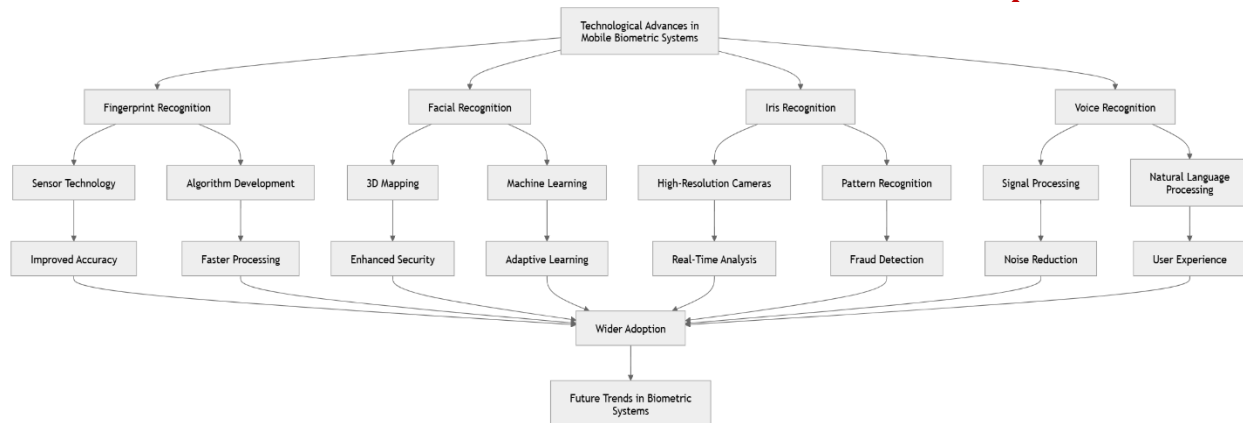 Technological Advances in
Mobile Biometric Systems
Fingerprint Recognition
Facial Recognition
Iris Recognition
Voice Recognition
Sensor Technology
Algorithm Development
3D Mapping
Machine Learning
High-Resolution Cameras
Pattern Recognition
Signal Processing
Natural Language
Processing
Improved Accuracy
Faster Processing
Enhanced Security
Adaptive Learning
Real-Time Analysis
Fraud Detection
Noise Reduction
User Experience
Wider Adoption
Future Trends in Biometric
Systems